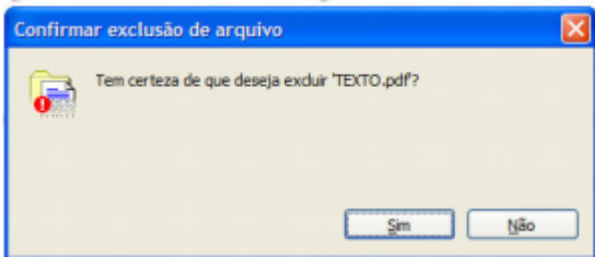 Confirmar exclusão de arquivo
Tem certeza de que deseja excluir 'TEXTO.pdf'?
Sim
Não